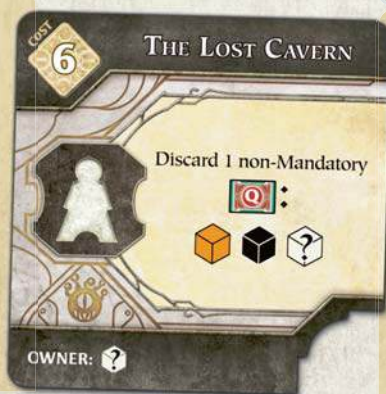 COST
6
THE LOST CAVERN
Discard 1 non-Mandatory
Q :
?
OWNER: ?